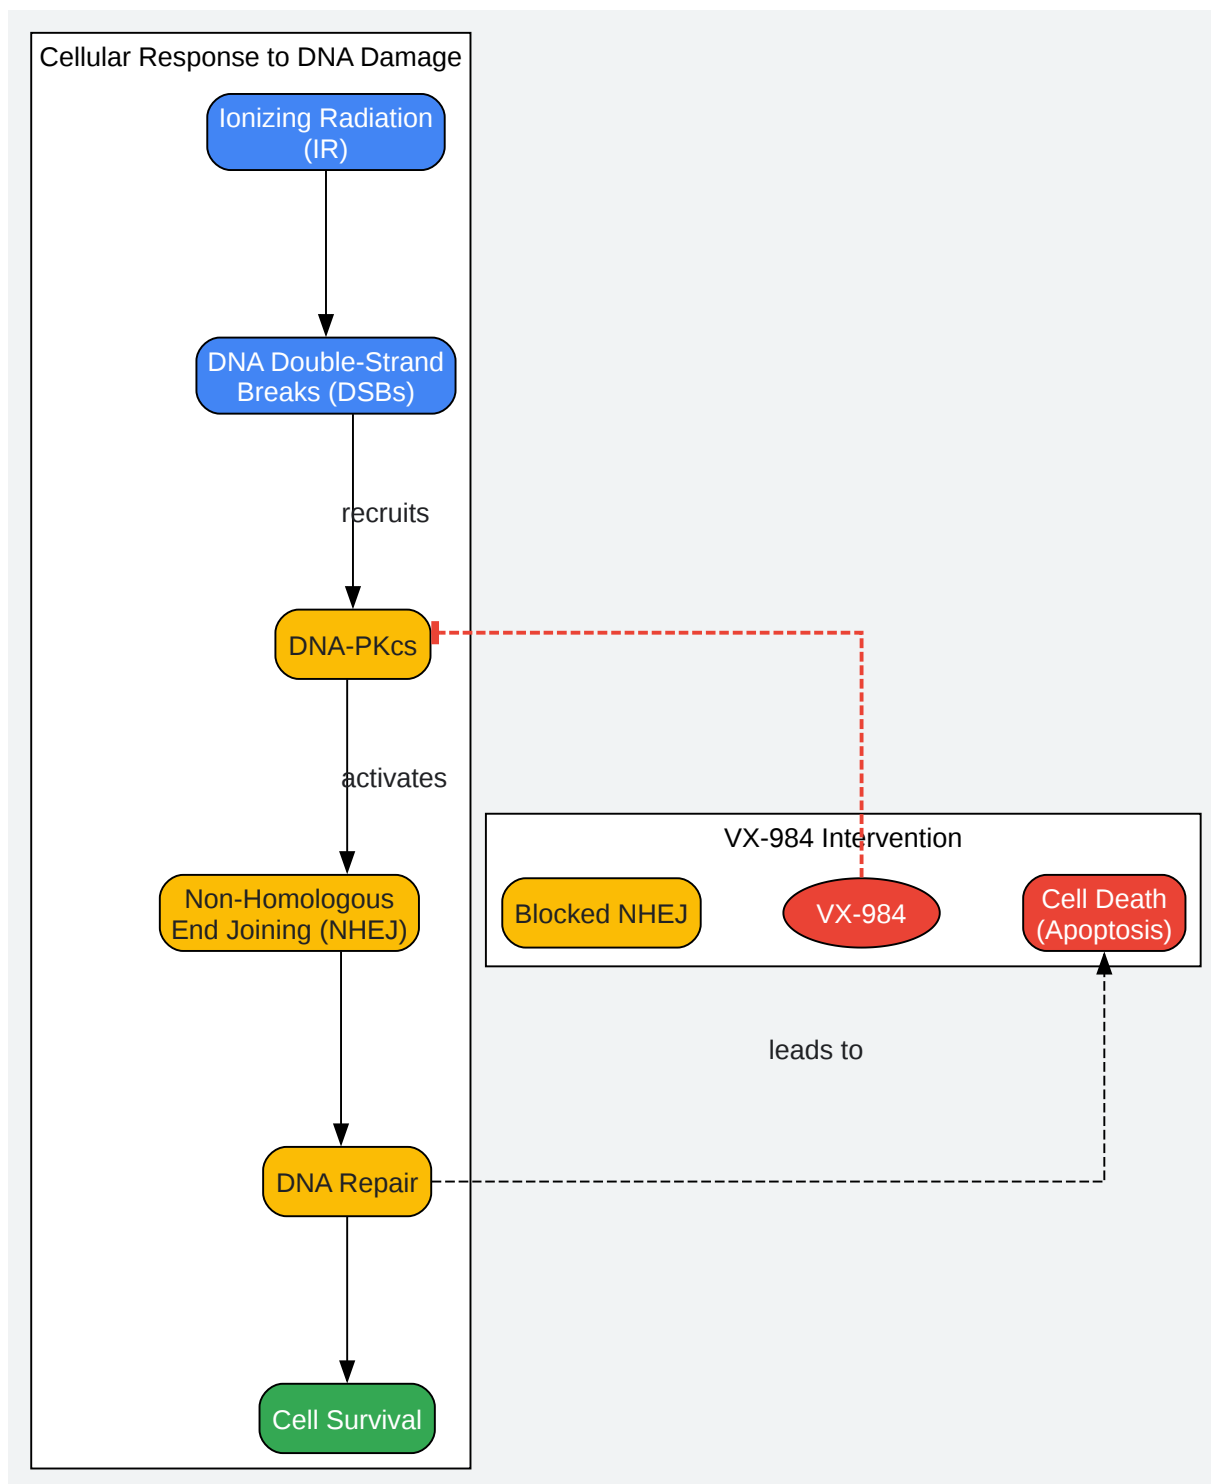 Cellular Response to DNA Damage
Ionizing Radiation
(IR)
DNA Double-Strand
Breaks (DSBs)
recruits
DNA-PKcs
activates
Non-Homologous
End Joining (NHEJ)
VX-984 Intervention
Blocked NHEJ
VX-984
Cell Death
(Apoptosis)
leads to
DNA Repair
Cell Survival